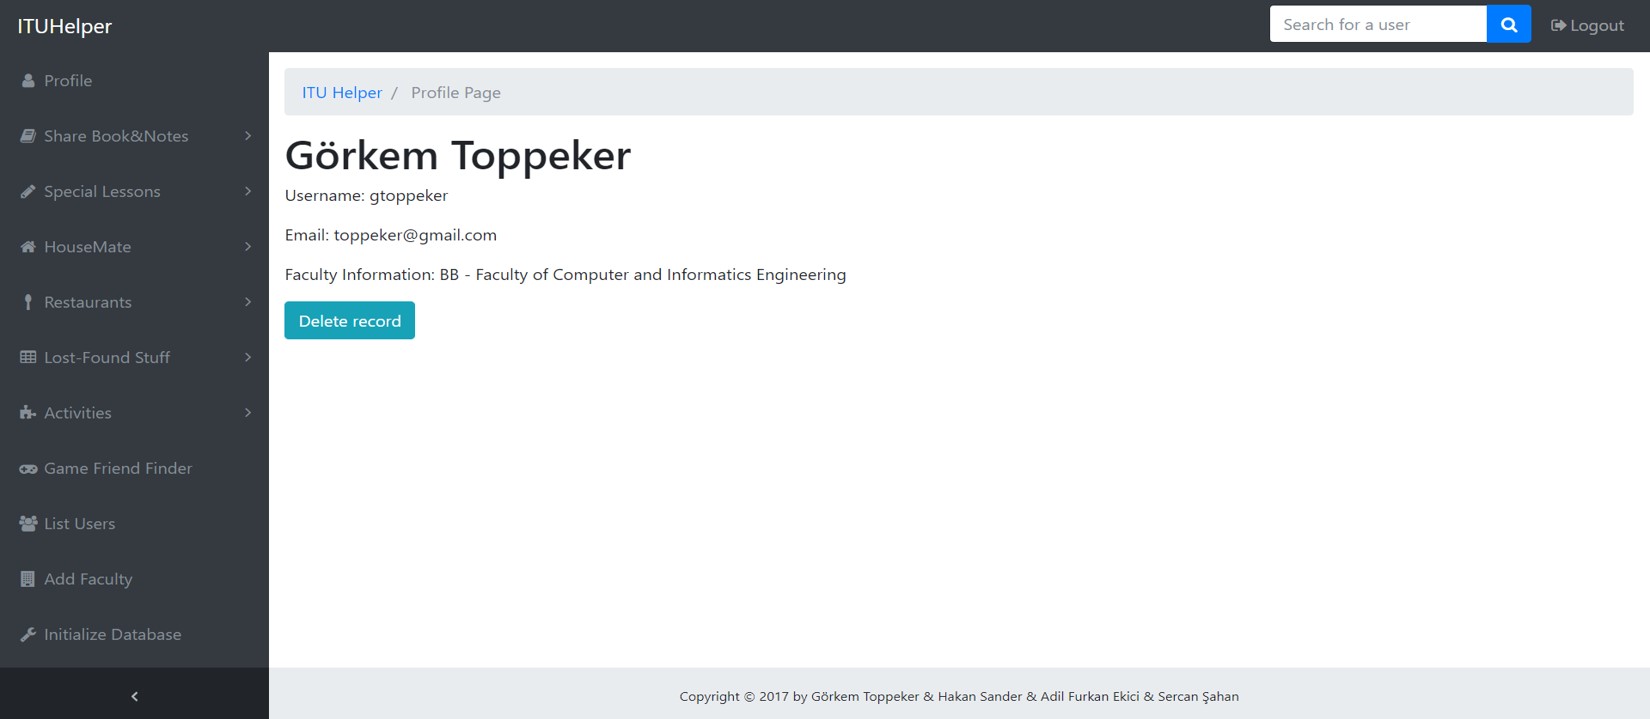 ITUHelper
Search for a user
Logout
Profile
Share Book&Notes
Special Lessons
HouseMate
Restaurants
Lost-Found Stuff
Activities
Game Friend Finder
List Users
Add Faculty
Initialize Database
ITU Helper / Profile Page
Görkem Toppeker
Username: gtoppeker
Email: toppeker@gmail.com
Faculty Information: BB - Faculty of Computer and Informatics Engineering
Delete record
Copyright © 2017 by Görkem Toppeker & Hakan Sander & Adil Furkan Ekici & Sercan Şahan